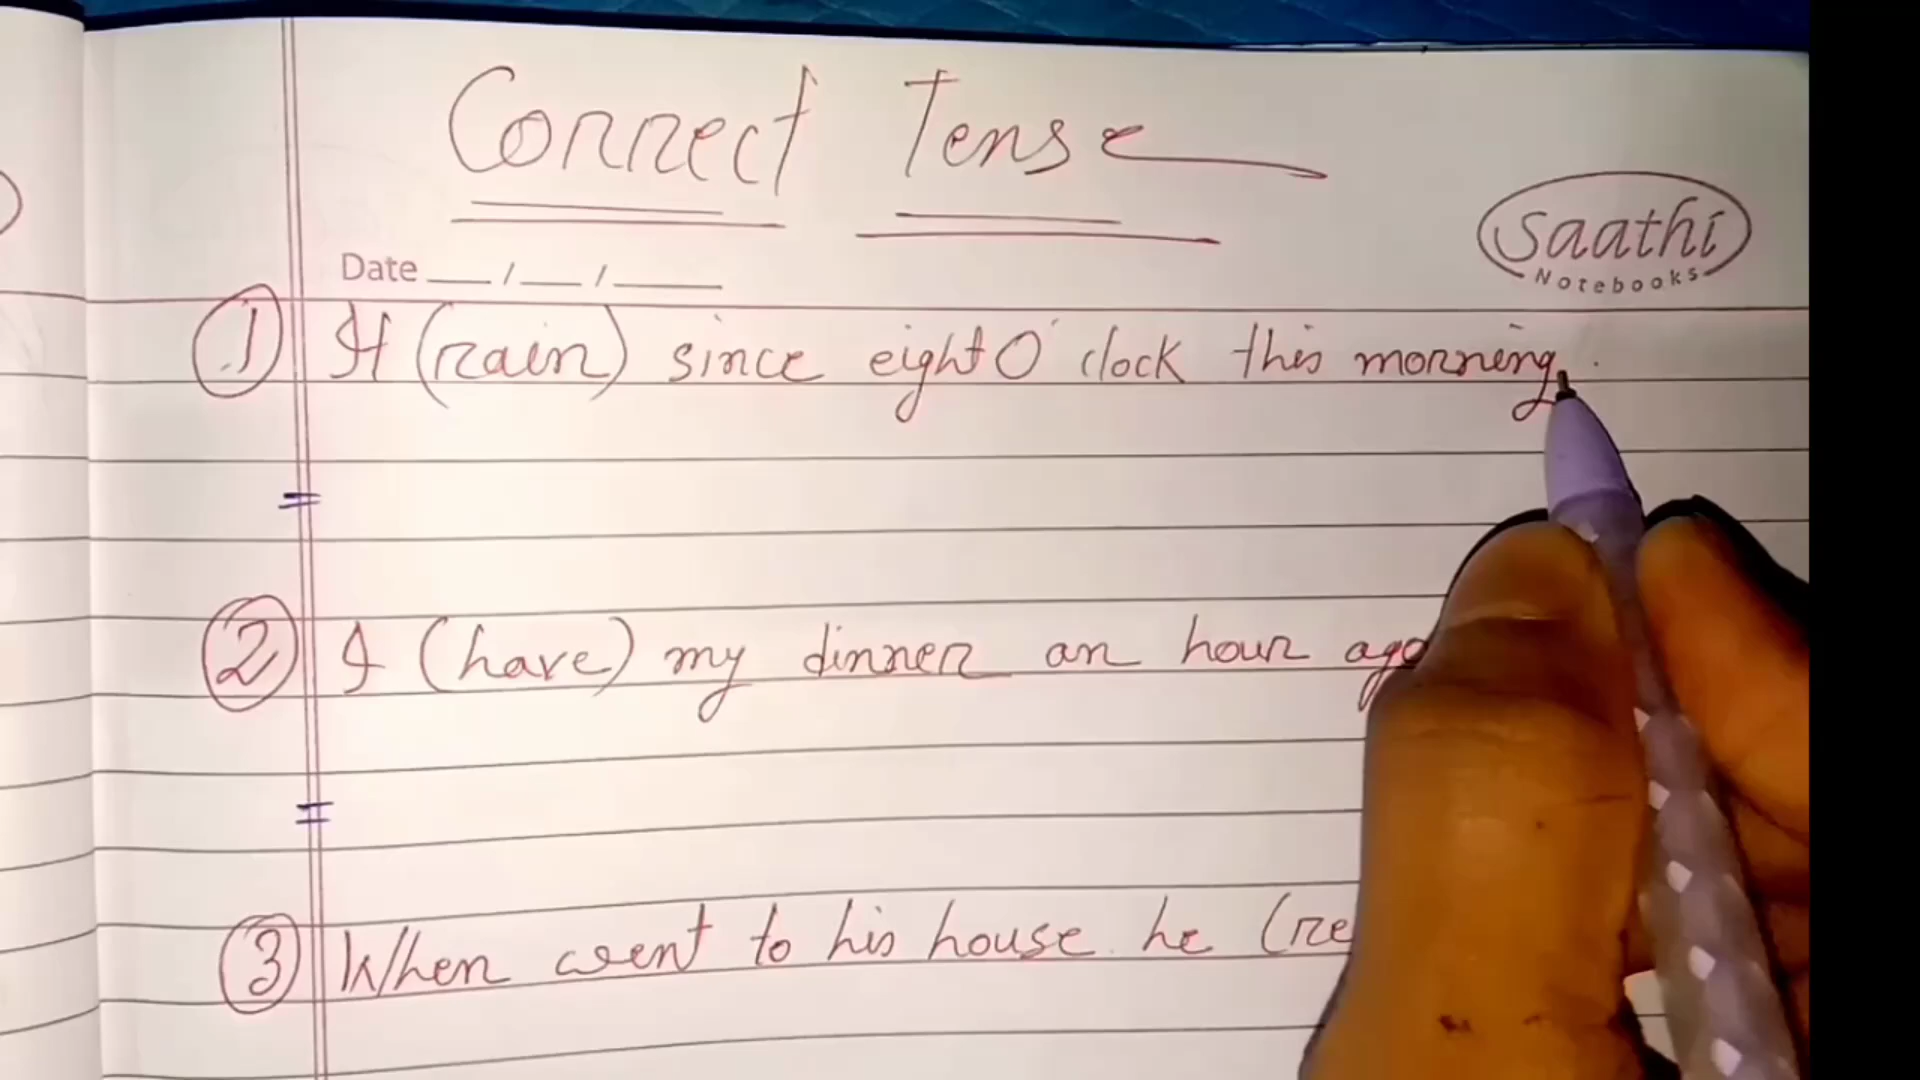 Correct Tense
saathi
Notebooks
Date __/__/____
1 It (rain) since eight O' clock this morning.
2 I (have) my dinner an hour ago
3 When went to his house he (re